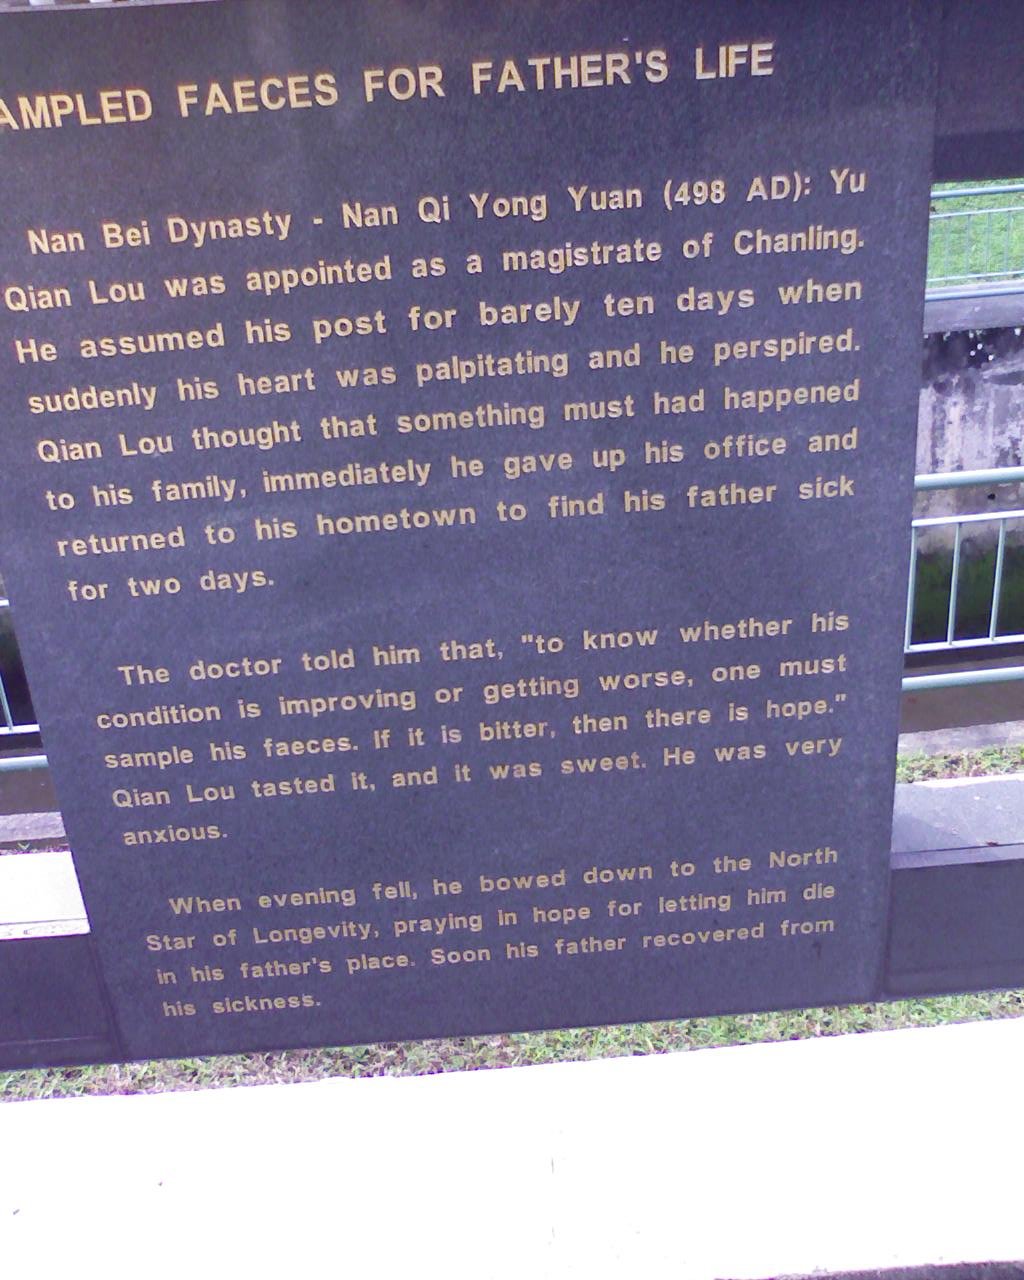 AMPLED FAECES FOR FATHER'S LIFE
Nan Bei Dynasty - Nan Qi Yong Yuan (498 AD): Yu
Qian Lou was appointed as a magistrate of Chanling.
He assumed his post for barely ten days when
suddenly his heart was palpitating and he perspired.
Qian Lou thought that something must had happened
to his family, immediately he gave up his office and
returned to his hometown to find his father sick
for two days.
The doctor told him that, "to know whether his
condition is improving or getting worse, one must
sample his faeces. If it is bitter, then there is hope."
Qian Lou tasted it, and it was sweet. He was very
anxious.
When evening fell, he bowed down to the North
Star of Longevity, praying in hope for letting him die
in his father's place. Soon his father recovered from
his sickness.